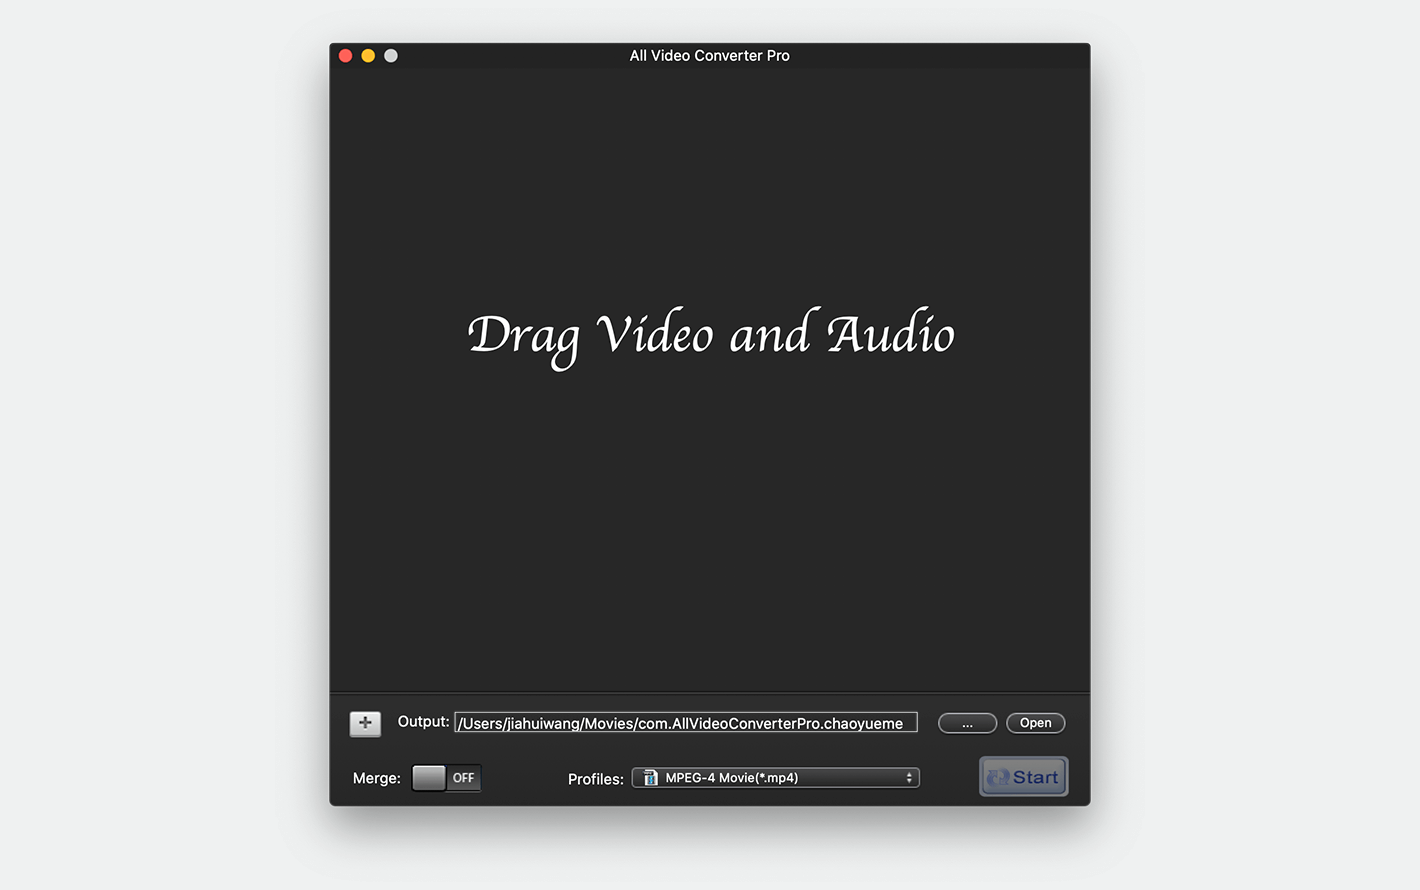 All Video Converter Pro
Drag Video and Audio
+ Output: /Users/jiahuiwang/Movies/com.AllVideoConverterPro.chaoyueme ... Open
Merge: OFF Profiles: MPEG-4 Movie(*.mp4) Start